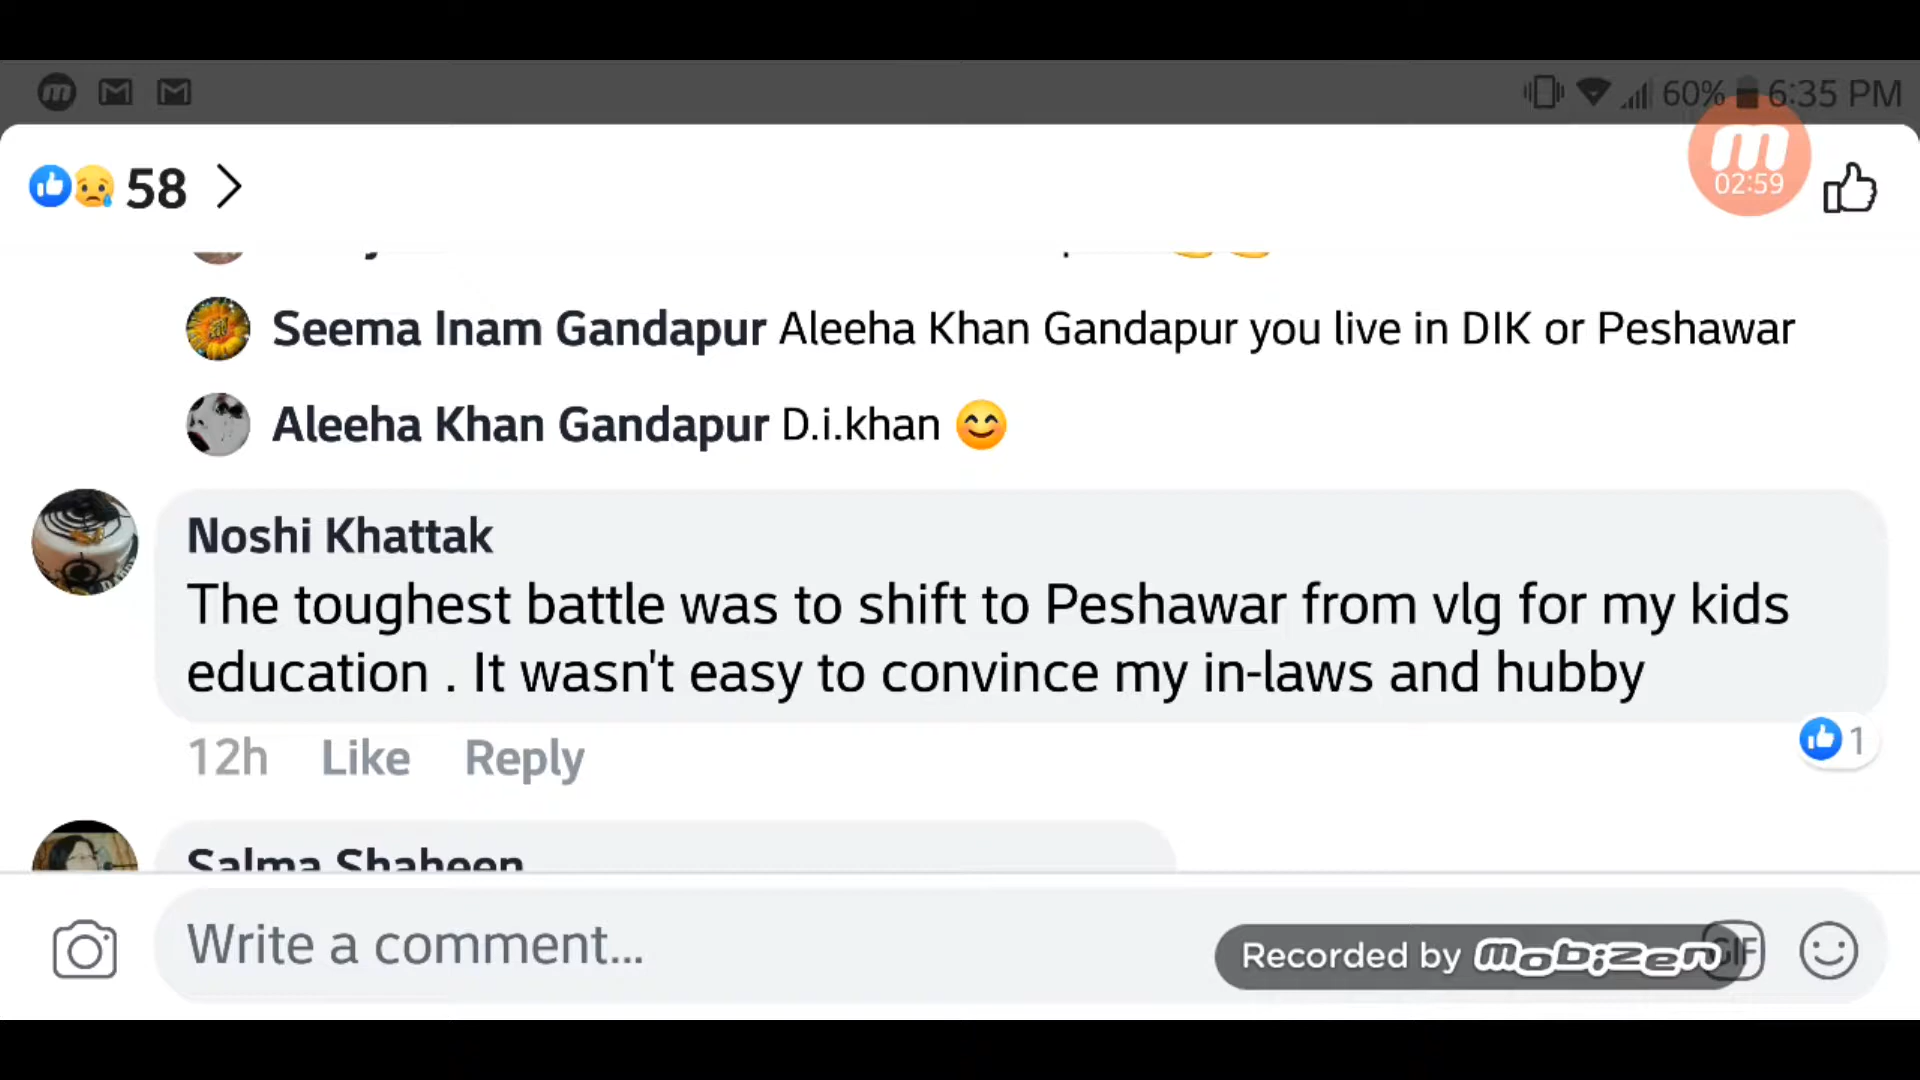 60% 6:35 PM
58
02:59
Seema Inam Gandapur Aleeha Khan Gandapur you live in DIK or Peshawar
Aleeha Khan Gandapur D.i.khan
Noshi Khattak
The toughest battle was to shift to Peshawar from vlg for my kids
education . It wasn't easy to convince my in-laws and hubby
12h Like Reply
1
Salma Shaheen
Write a comment...
Recorded by mobizen
GIF